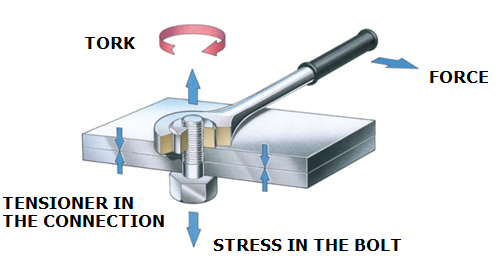 TORK
FORCE
TENSIONER IN
THE CONNECTION
STRESS IN THE BOLT